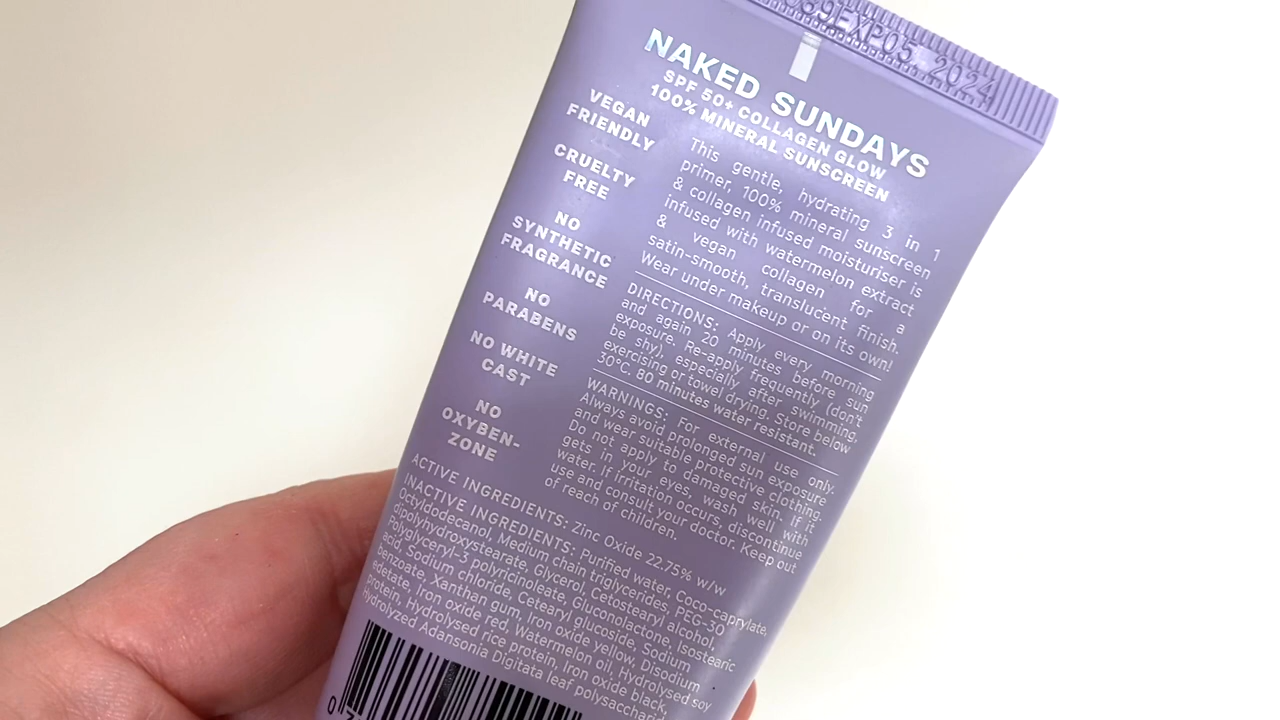 069EXP05 2024
NAKED SUNDAYS
SPF 50+ COLLAGEN GLOW
100% MINERAL SUNSCREEN
VEGAN
FRIENDLY
CRUELTY
FREE
NO
SYNTHETIC
FRAGRANCE
NO
PARABENS
NO WHITE
CAST
NO
OXYBEN-
ZONE
This gentle, hydrating 3 in 1
primer, 100% mineral sunscreen
& collagen infused moisturiser is
infused with watermelon extract
& vegan collagen for a
satin-smooth, translucent finish.
Wear under makeup or on its own!
DIRECTIONS: Apply every morning
and again 20 minutes before sun
exposure. Re-apply frequently (don't
be shy), especially after swimming,
exercising or towel drying. Store below
30°C. 80 minutes water resistant.
WARNINGS: For external use only.
Always avoid prolonged sun exposure
and wear suitable protective clothing.
Do not apply to damaged skin. If it
gets in your eyes, wash well with
water. If irritation occurs, discontinue
use and consult your doctor. Keep out
of reach of children.
ACTIVE INGREDIENTS: Zinc Oxide 22.75% w/w
INACTIVE INGREDIENTS: Purified water, Coco-caprylate,
Octyldodecanol, Medium chain triglycerides, PEG-30
dipolyhydroxystearate, Glycerol, Cetostearyl alcohol,
Polyglyceryl-3 polyricinoleate, Gluconolactone, Isostearic
acid, Sodium chloride, Cetearyl glucoside, Sodium
benzoate, Xanthan gum, Iron oxide yellow, Disodium
edetate, Iron oxide red, Watermelon oil, Hydrolysed soy
protein, Hydrolysed rice protein, Iron oxide black,
Hydrolyzed Adansonia Digitata leaf polysaccharid
0